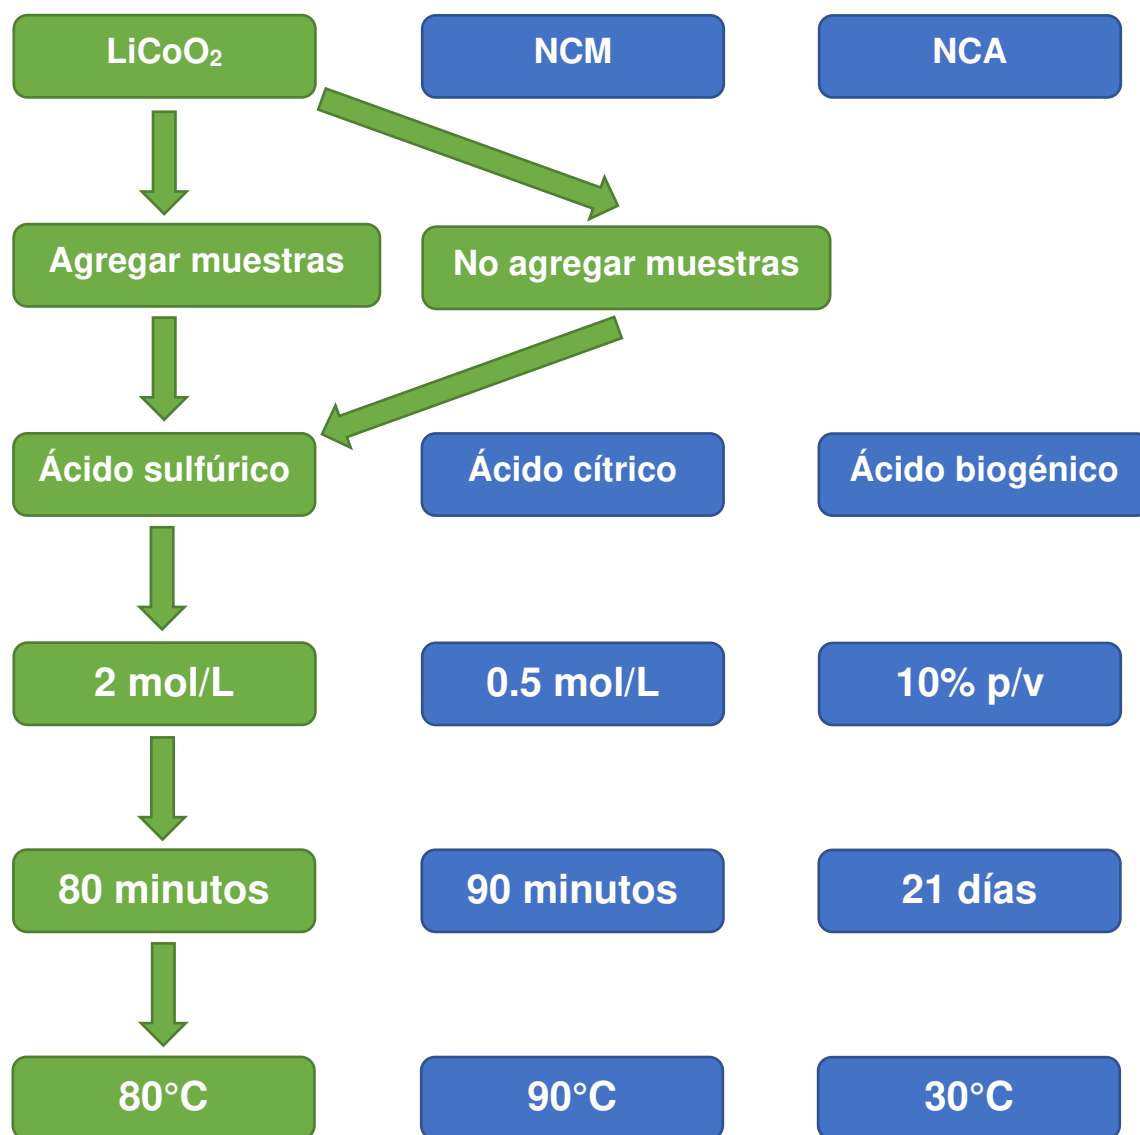 LiCoO₂
NCM
NCA
Agregar muestras
No agregar muestras
Ácido sulfúrico
Ácido cítrico
Ácido biogénico
2 mol/L
0.5 mol/L
10% p/v
80 minutos
90 minutos
21 días
80°C
90°C
30°C